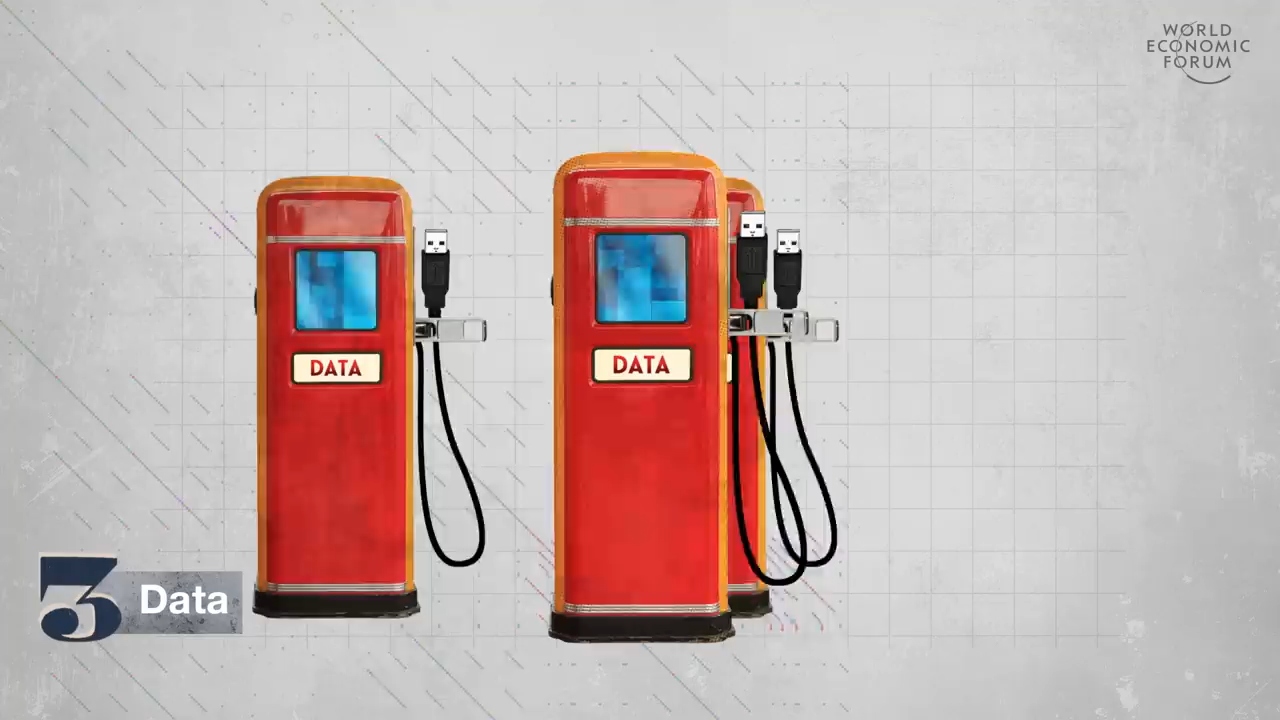 WORLD
ECONOMIC
FORUM
DATA
DATA
3 Data